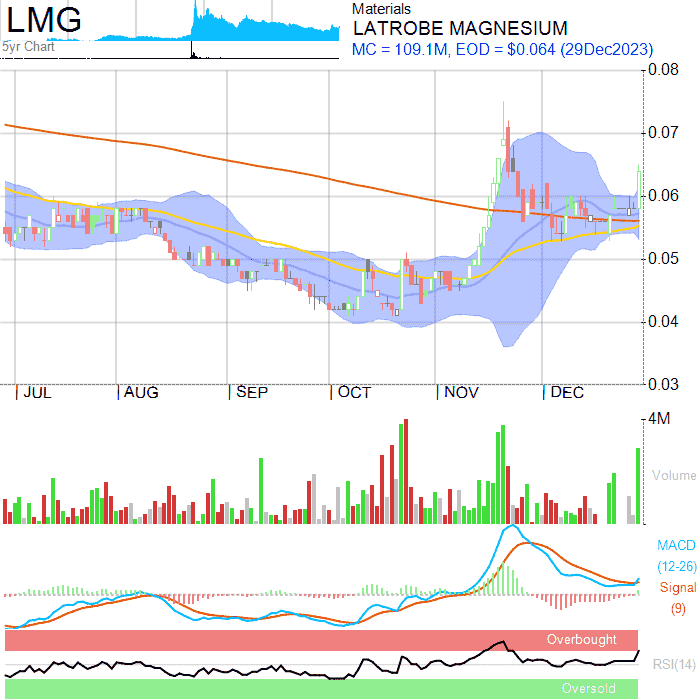 LMG
5yr Chart
Materials
LATROBE MAGNESIUM
MC = 109.1M, EOD = $0.064 (29Dec2023)
0.08
0.07
0.06
0.05
0.04
0.03
JUL AUG SEP OCT NOV DEC
4M
Volume
MACD
(12-26)
Signal
(9)
Overbought
RSI(14)
Oversold